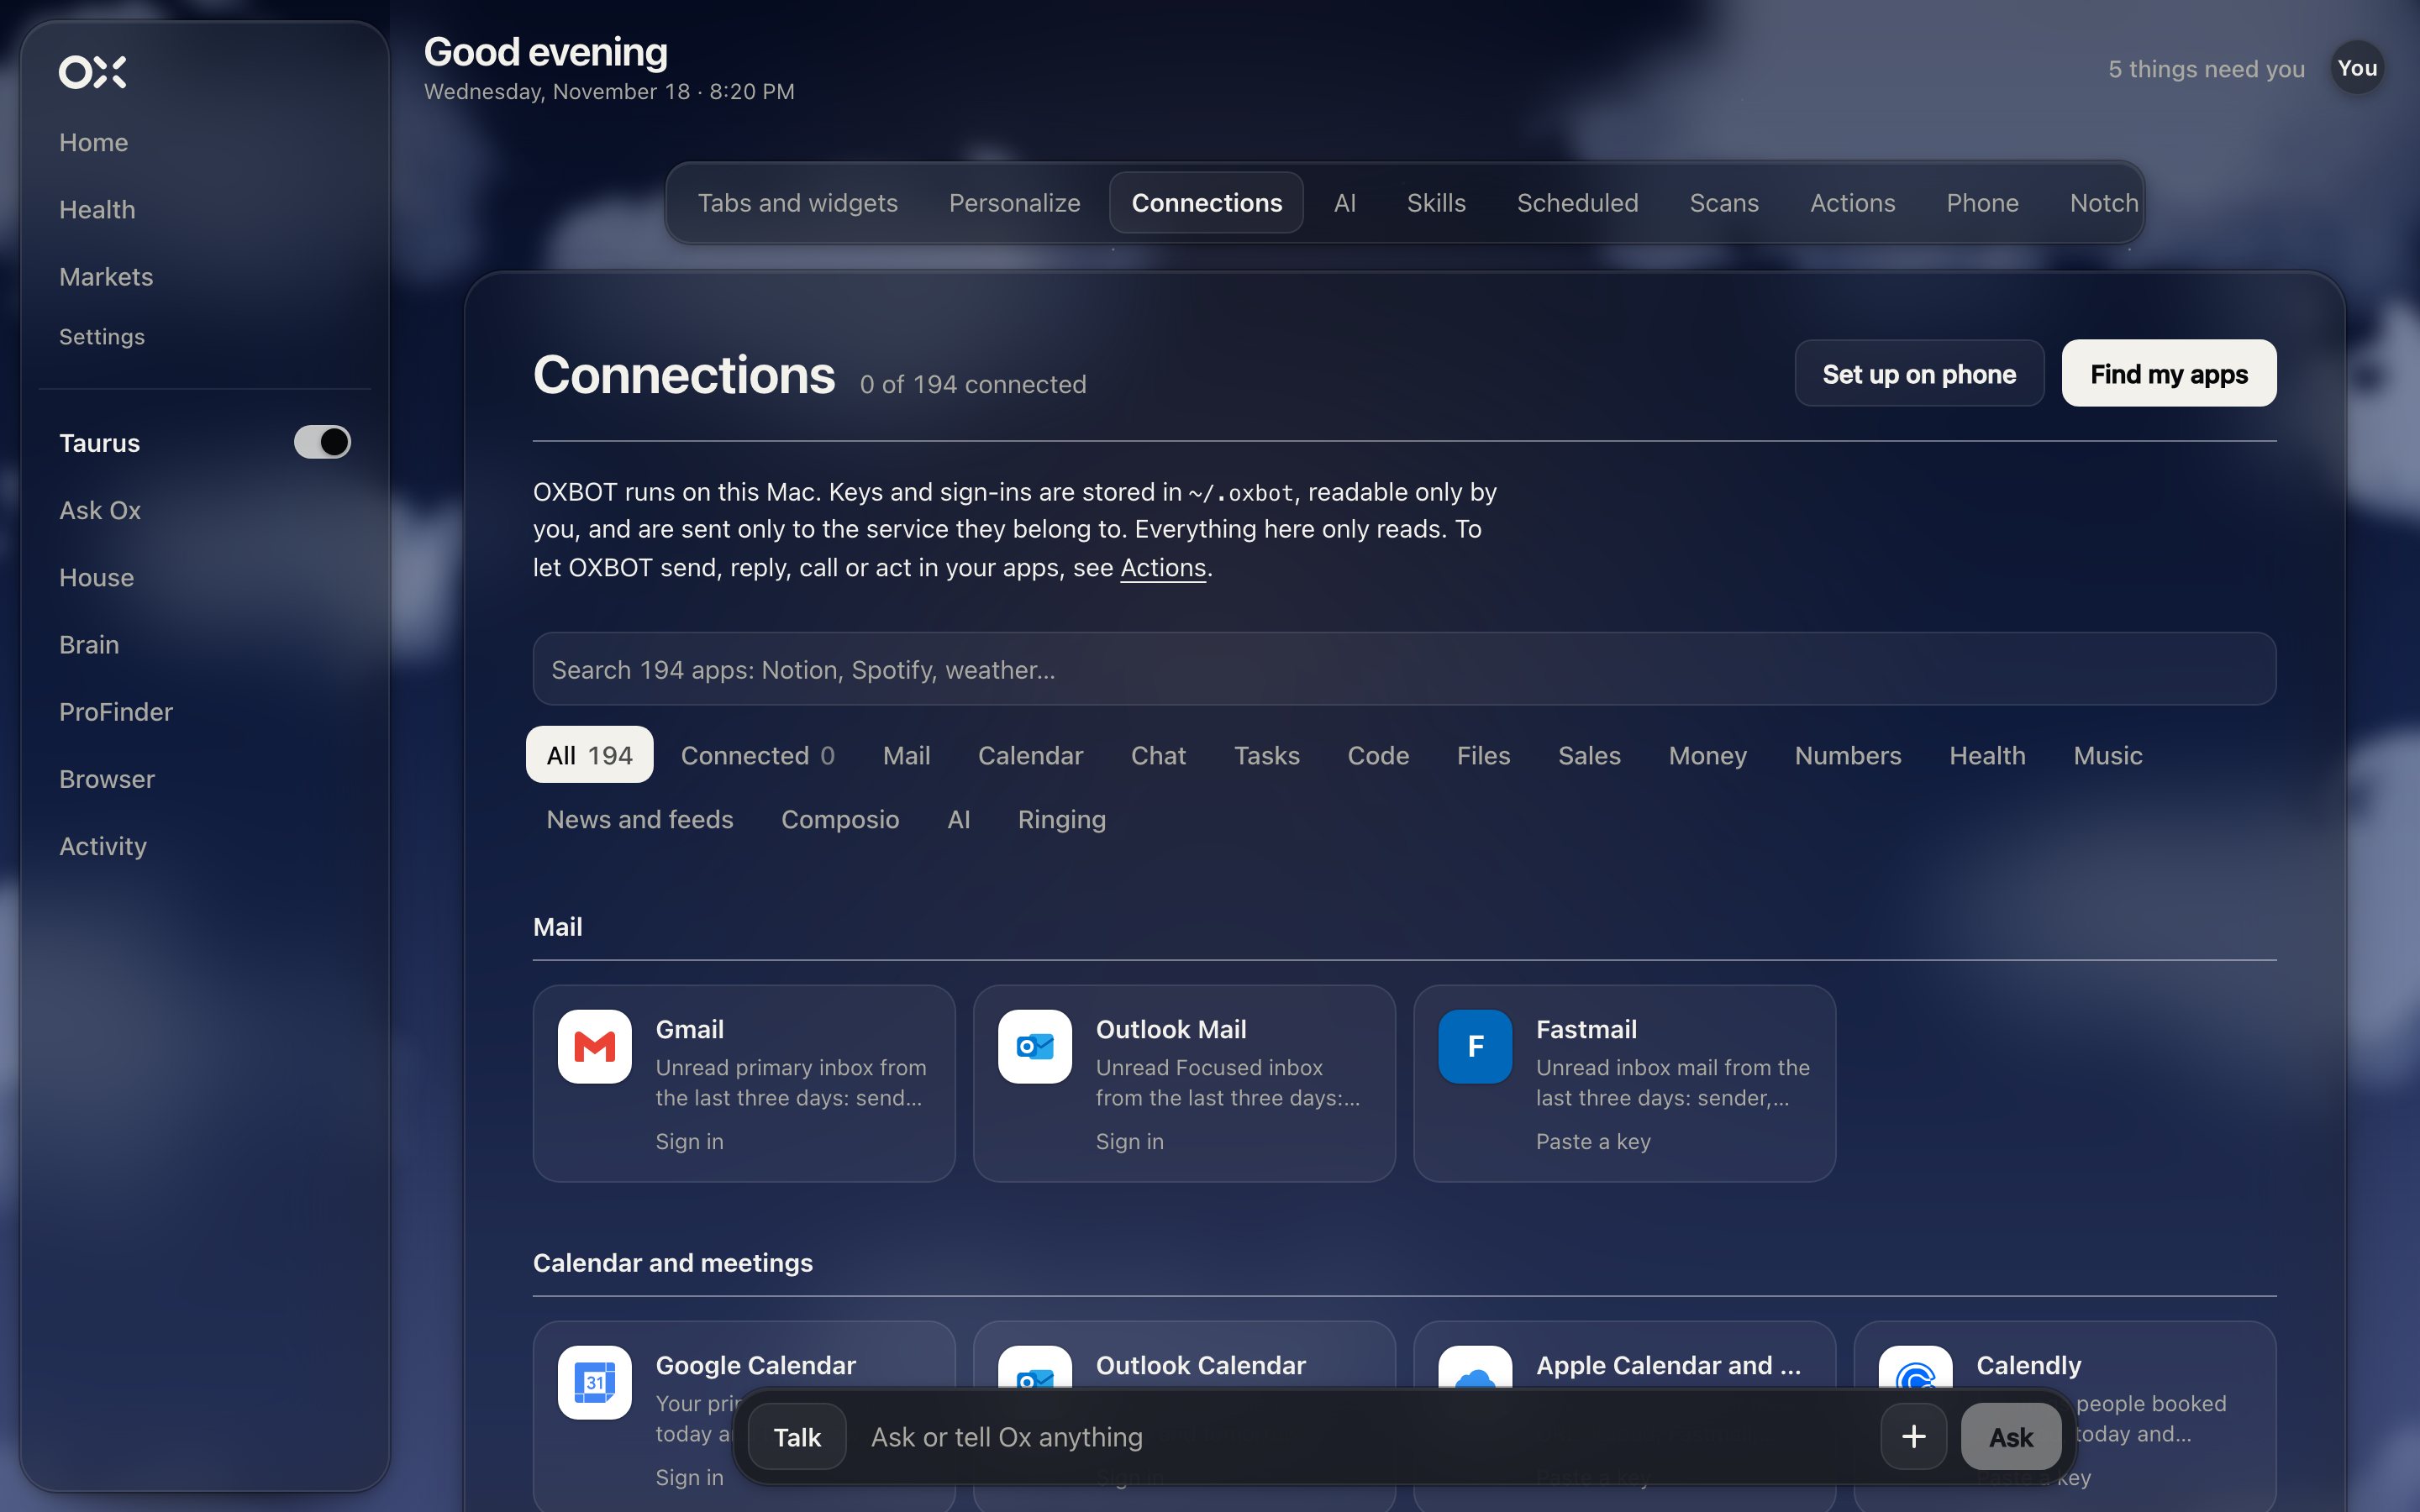 OX
Home
Health
Markets
Settings
Taurus
Ask Ox
House
Brain
ProFinder
Browser
Activity
Good evening
Wednesday, November 18 · 8:20 PM
5 things need you
You
Tabs and widgets
Personalize
Connections
AI
Skills
Scheduled
Scans
Actions
Phone
Notch
Connections
0 of 194 connected
Set up on phone
Find my apps
OXBOT runs on this Mac. Keys and sign-ins are stored in ~/.oxbot, readable only by
you, and are sent only to the service they belong to. Everything here only reads. To
let OXBOT send, reply, call or act in your apps, see Actions.
Search 194 apps: Notion, Spotify, weather...
All 194
Connected 0
Mail
Calendar
Chat
Tasks
Code
Files
Sales
Money
Numbers
Health
Music
News and feeds
Composio
AI
Ringing
Mail
Gmail
Unread primary inbox from
the last three days: send...
Sign in
Outlook Mail
Unread Focused inbox
from the last three days:...
Sign in
F
Fastmail
Unread inbox mail from the
last three days: sender,...
Paste a key
Calendar and meetings
31
Google Calendar
Your
today
Sign in
Outlook Calendar
Sign in
Apple Calendar and ...
Paste a key
Calendly
people booked
today and...
Paste a key
Talk
Ask or tell Ox anything
+
Ask